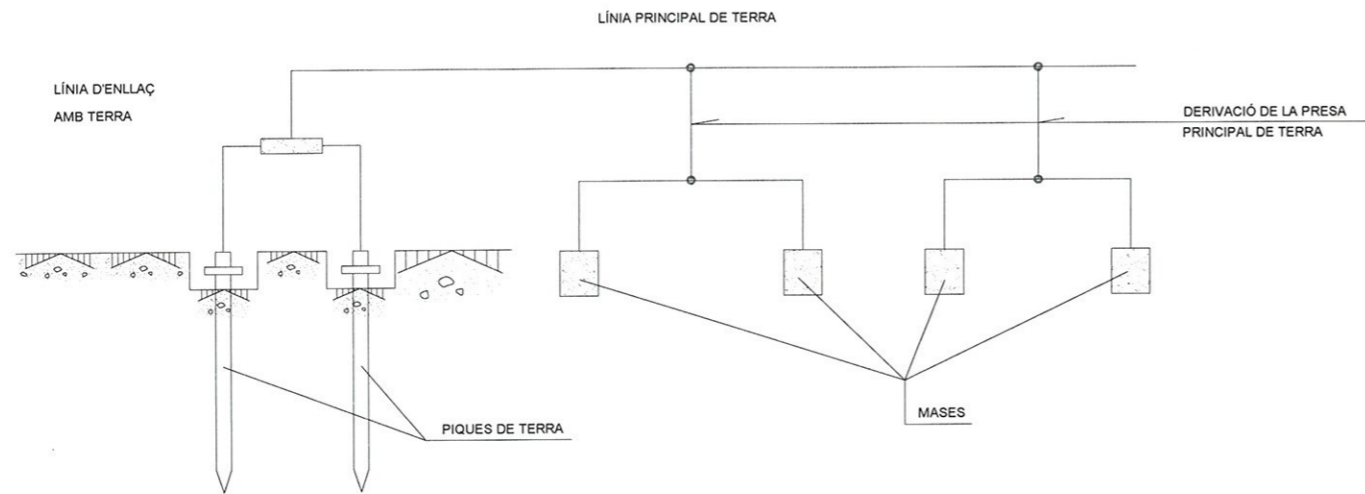 LÍNIA PRINCIPAL DE TERRA
LÍNIA D'ENLLAÇ
AMB TERRA
DERIVACIÓ DE LA PRESA
PRINCIPAL DE TERRA
MASES
PIQUES DE TERRA